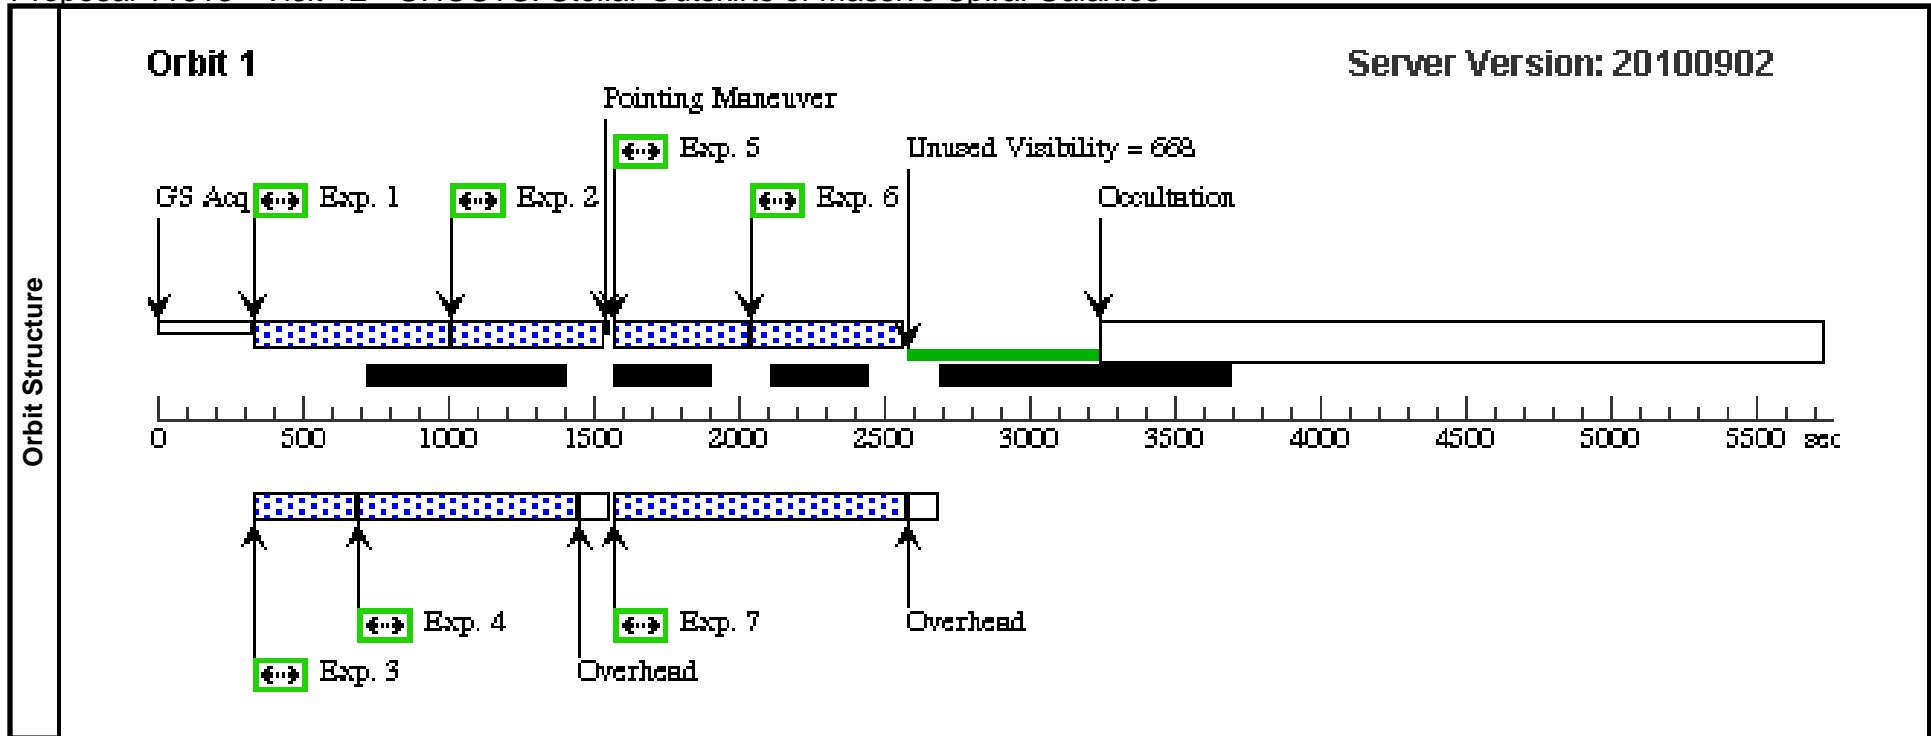 Orbit 1
Server Version: 20100902
Pointing Maneuver
Exp. 5
Unused Visibility = 668
GS Acq
Exp. 1
Exp. 2
Exp. 6
Occultation
Orbit Structure
0 500 1000 1500 2000 2500 3000 3500 4000 4500 5000 5500 sec
Exp. 4
Exp. 7
Overhead
Exp. 3
Overhead